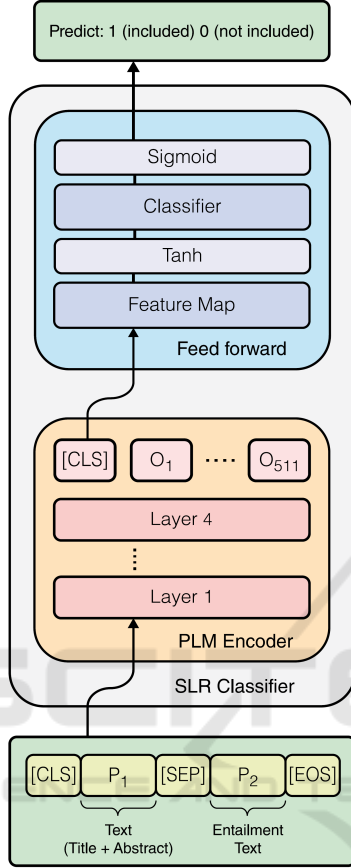 Predict: 1 (included) 0 (not included)
Sigmoid
Classifier
Tanh
Feature Map
Feed forward
[CLS] O1 ···· O511
Layer 4
Layer 1
PLM Encoder
SLR Classifier
[CLS] P1 [SEP] P2 [EOS]
Text Entailment
(Title + Abstract) Text